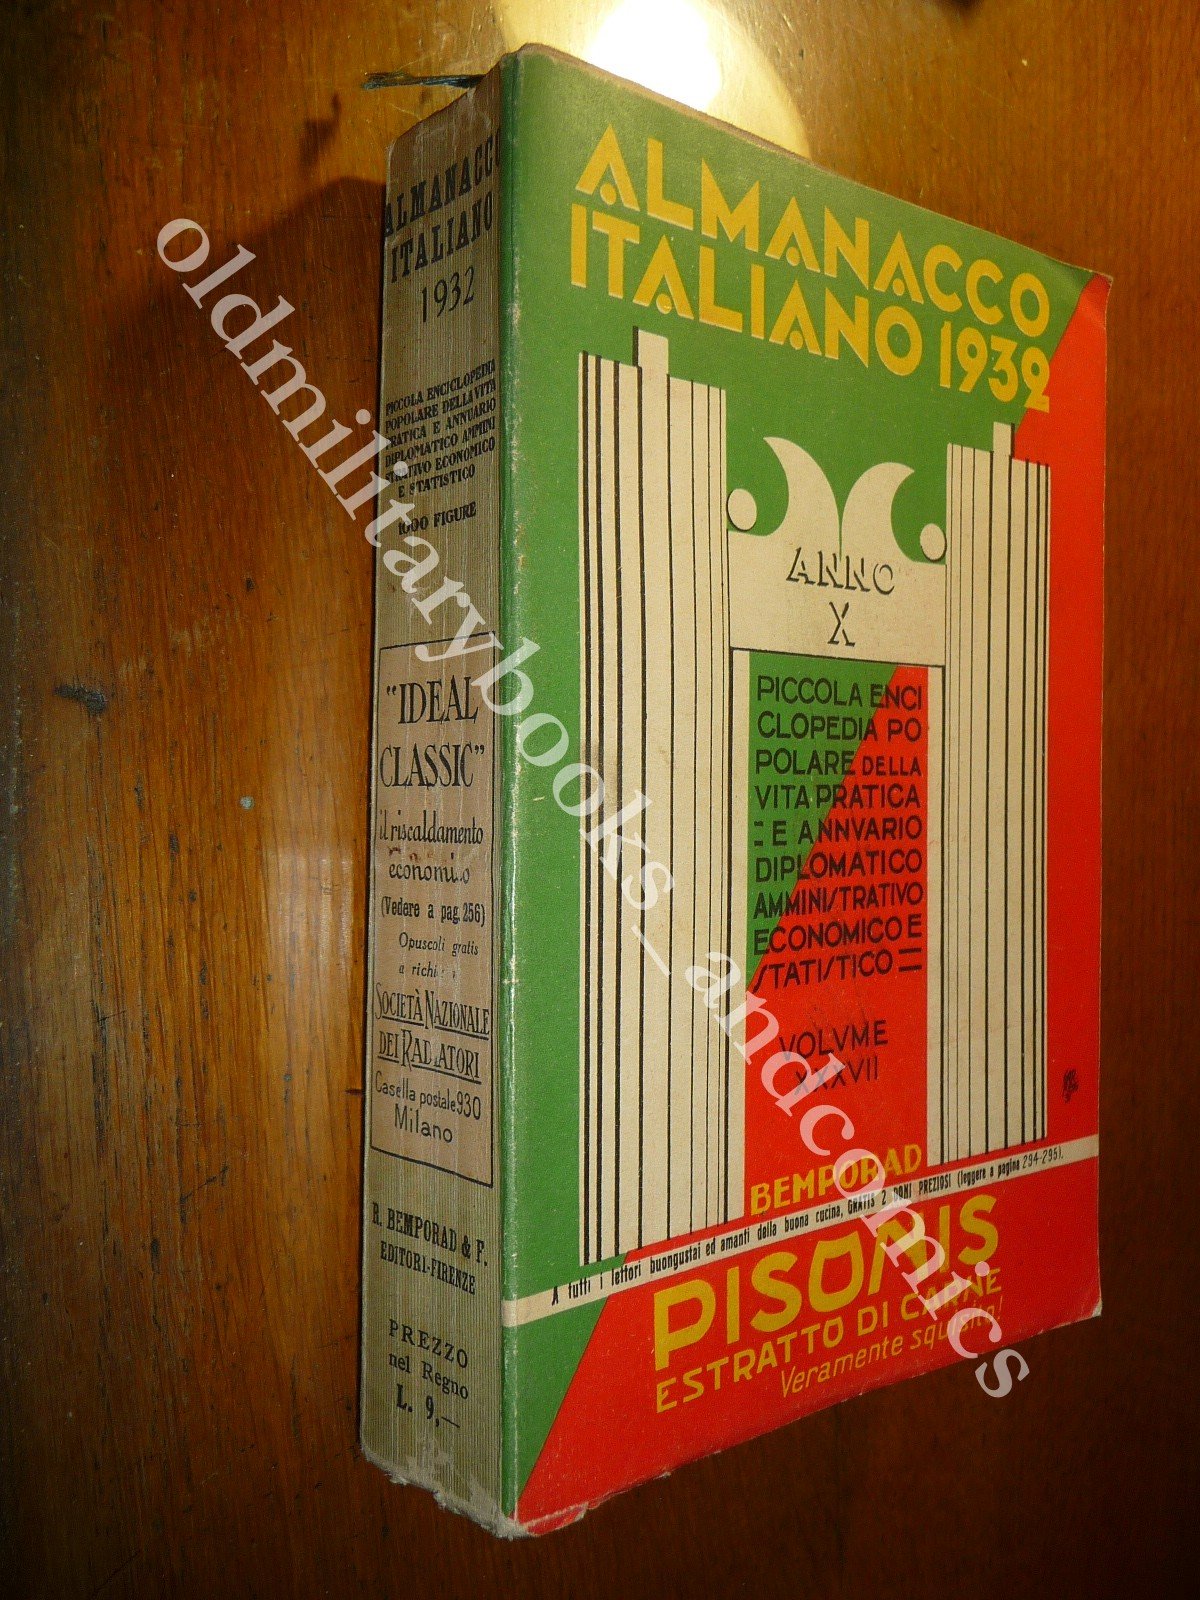 ALMANACCO
ITALIANO
1932
PICCOLA ENCICLOPEDIA
POPOLARE DELLA VITA
PRATICA E ANNUARIO
DIPLOMATICO AMMINI
STRATIVO ECONOMICO
E STATISTICO
1000 FIGURE
"IDEAL
CLASSIC"
il riscaldamento
economico
(Vedere a pag. 256)
Opuscoli gratis
a
SOCIETÀ NAZIONALE
DEI RADIATORI
Casella postale 930
Milano
R. BEMPORAD & F.
EDITORI-FIRENZE
PREZZO
nel Regno
L. 9,—
ALMANACCO
ITALIANO 1932
ANNO
X
PICCOLA ENCI
CLOPEDIA PO
POLARE DELLA
VITA PRATICA
=E ANNVARIO
DIPLOMATICO
AMMINISTRATIVO
ECONOMICO E
STATISTICO=
VOLVME
XXXVII
BEMPORAD
A tutti i lettori buongustai ed amanti della buona cucina, GRATIS 2 DONI PREZIOSI (leggere a pagina 294-295).
PISONIS
ESTRATTO DI CARNE
Veramente squisito!
oldmilitarybooks_andcomics